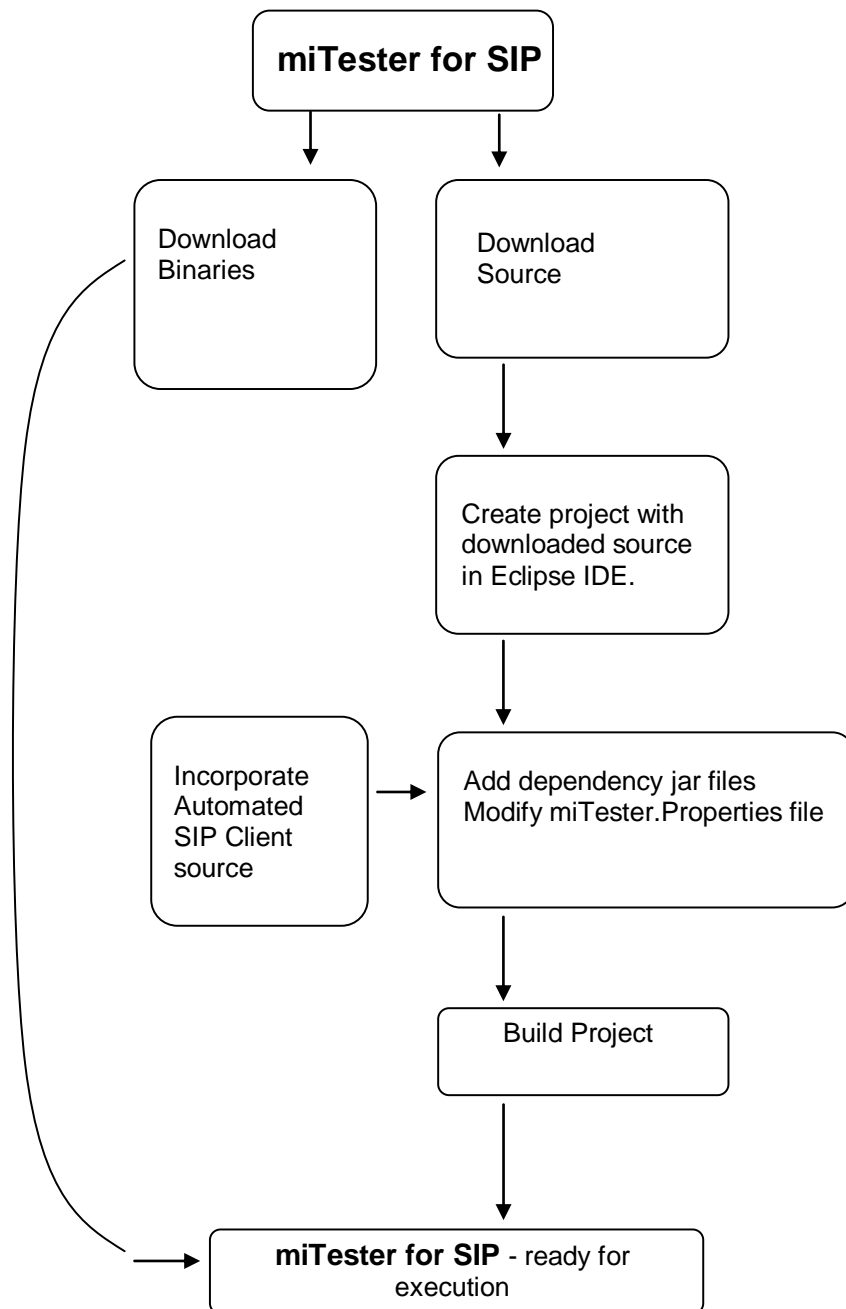 miTester for SIP
Download
Binaries
Download
Source
Create project with
downloaded source
in Eclipse IDE.
Incorporate
Automated
SIP Client
source
Add dependency jar files
Modify miTester.Properties file
Build Project
miTester for SIP - ready for
execution